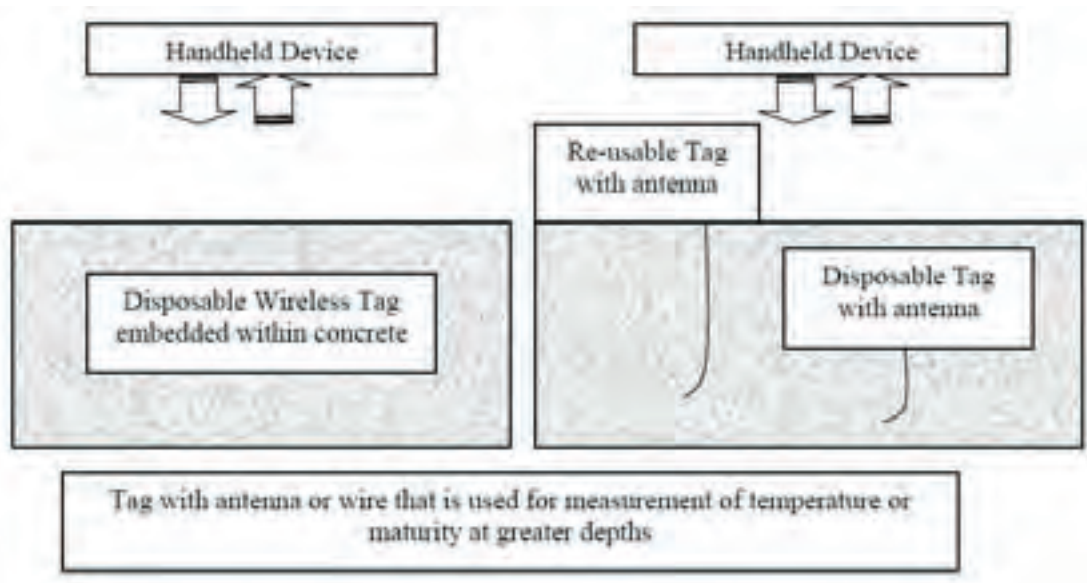 Handheld Device
Handheld Device
Re-usable Tag
with antenna
Disposable Wireless Tag
embedded within concrete
Disposable Tag
with antenna
Tag with antenna or wire that is used for measurement of temperature or
maturity at greater depths